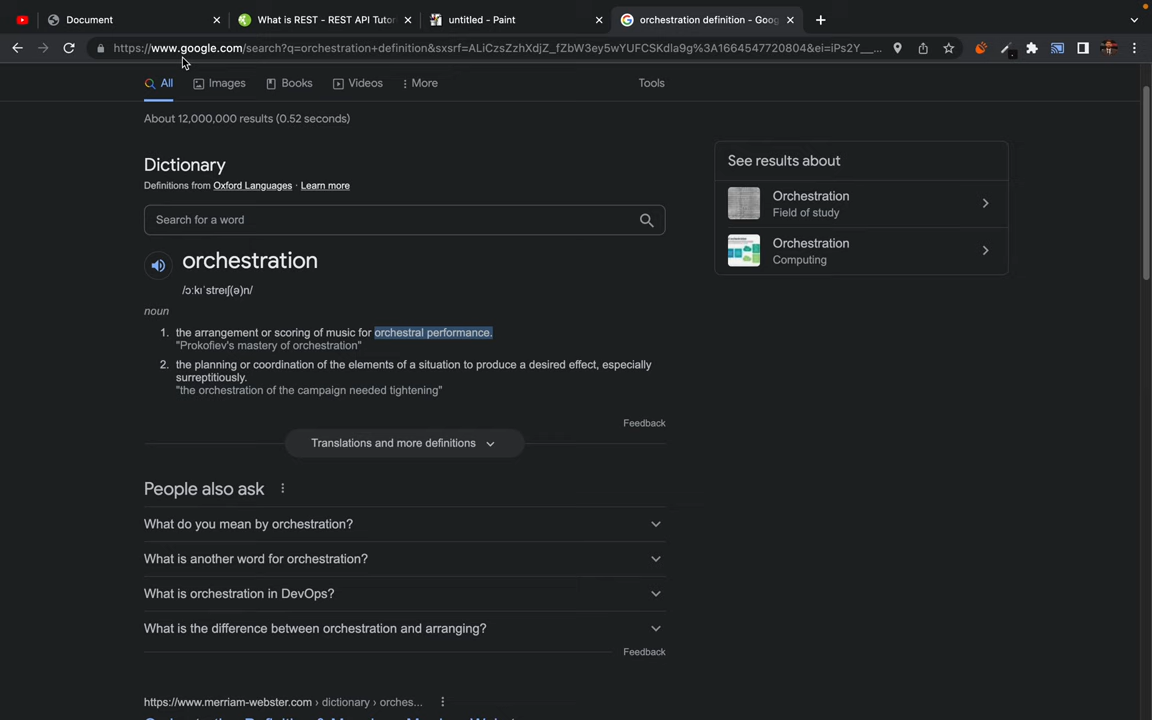 Document
What is REST - REST API Tutor
untitled - Paint
orchestration definition - Goog
https://www.google.com/search?q=orchestration+definition&sxsrf=ALiCzsZzhXdjZ_fZbW3ey5wYUFCSKdla9g%3A1664547720804&ei=iPs2Y__...
All
Images
Books
Videos
More
Tools
About 12,000,000 results (0.52 seconds)
Dictionary
Definitions from Oxford Languages · Learn more
Search for a word
orchestration
/ɔːkɪˈstreɪʃ(ə)n/
noun
1. the arrangement or scoring of music for orchestral performance.
"Prokofiev's mastery of orchestration"
2. the planning or coordination of the elements of a situation to produce a desired effect, especially
surreptitiously.
"the orchestration of the campaign needed tightening"
Feedback
Translations and more definitions
See results about
Orchestration
Field of study
Orchestration
Computing
People also ask
What do you mean by orchestration?
What is another word for orchestration?
What is orchestration in DevOps?
What is the difference between orchestration and arranging?
Feedback
https://www.merriam-webster.com › dictionary › orches...